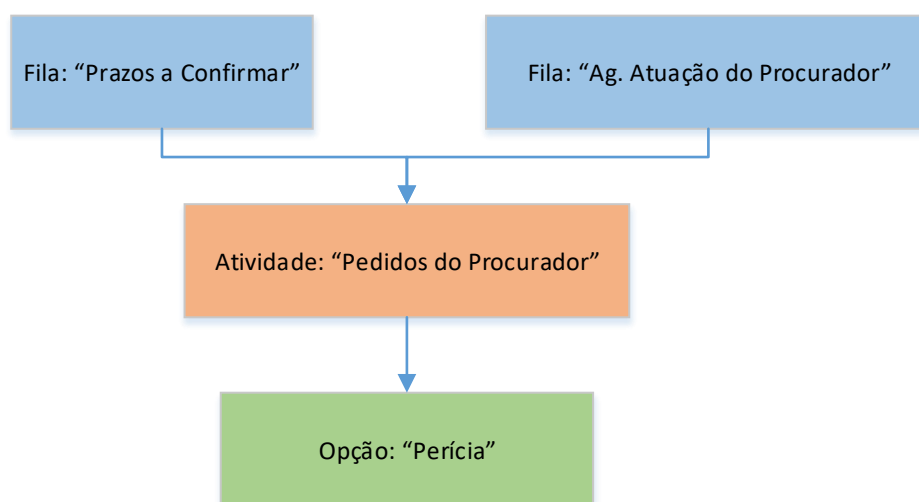 Fila: “Prazos a Confirmar”
Fila: “Ag. Atuação do Procurador”
Atividade: “Pedidos do Procurador”
Opção: “Perícia”